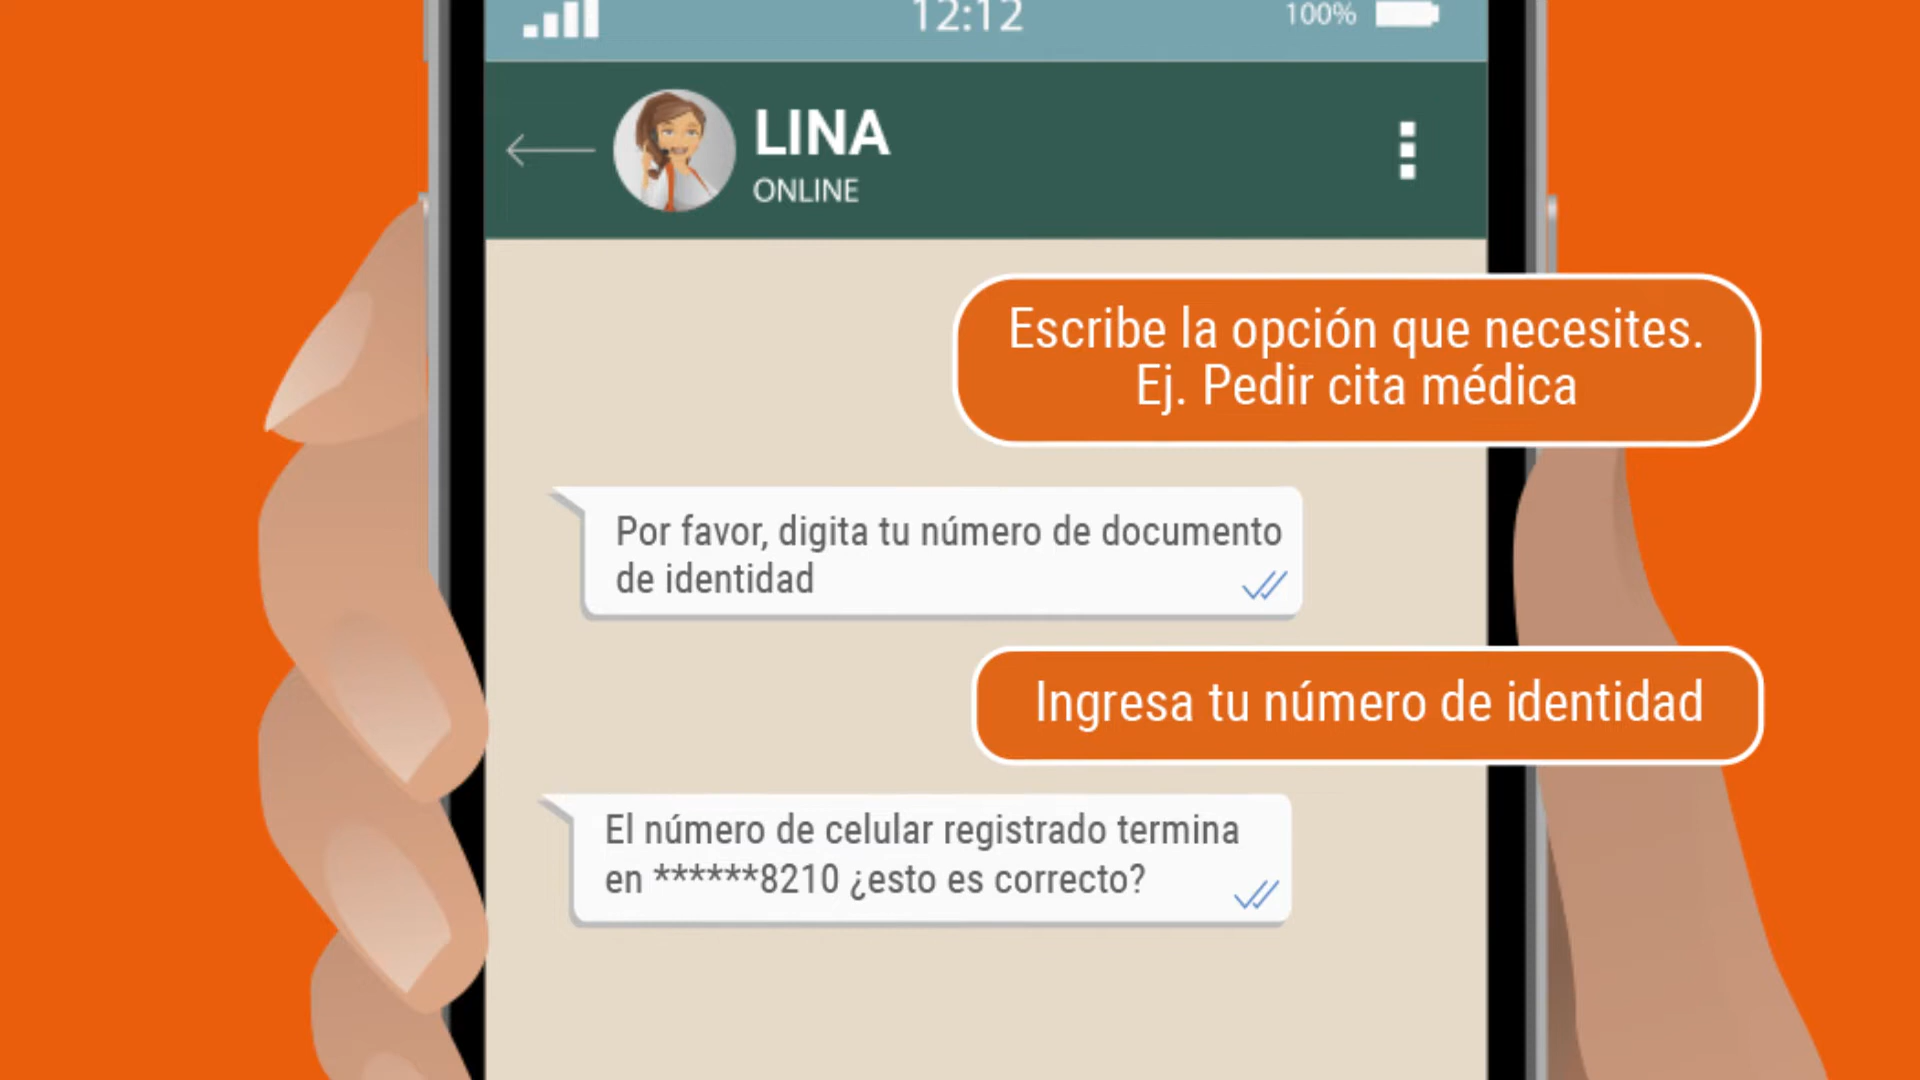 12:12
100%
LINA
ONLINE
Escribe la opción que necesites.
Ej. Pedir cita médica
Por favor, digita tu número de documento
de identidad
Ingresa tu número de identidad
El número de celular registrado termina
en ******8210 ¿esto es correcto?